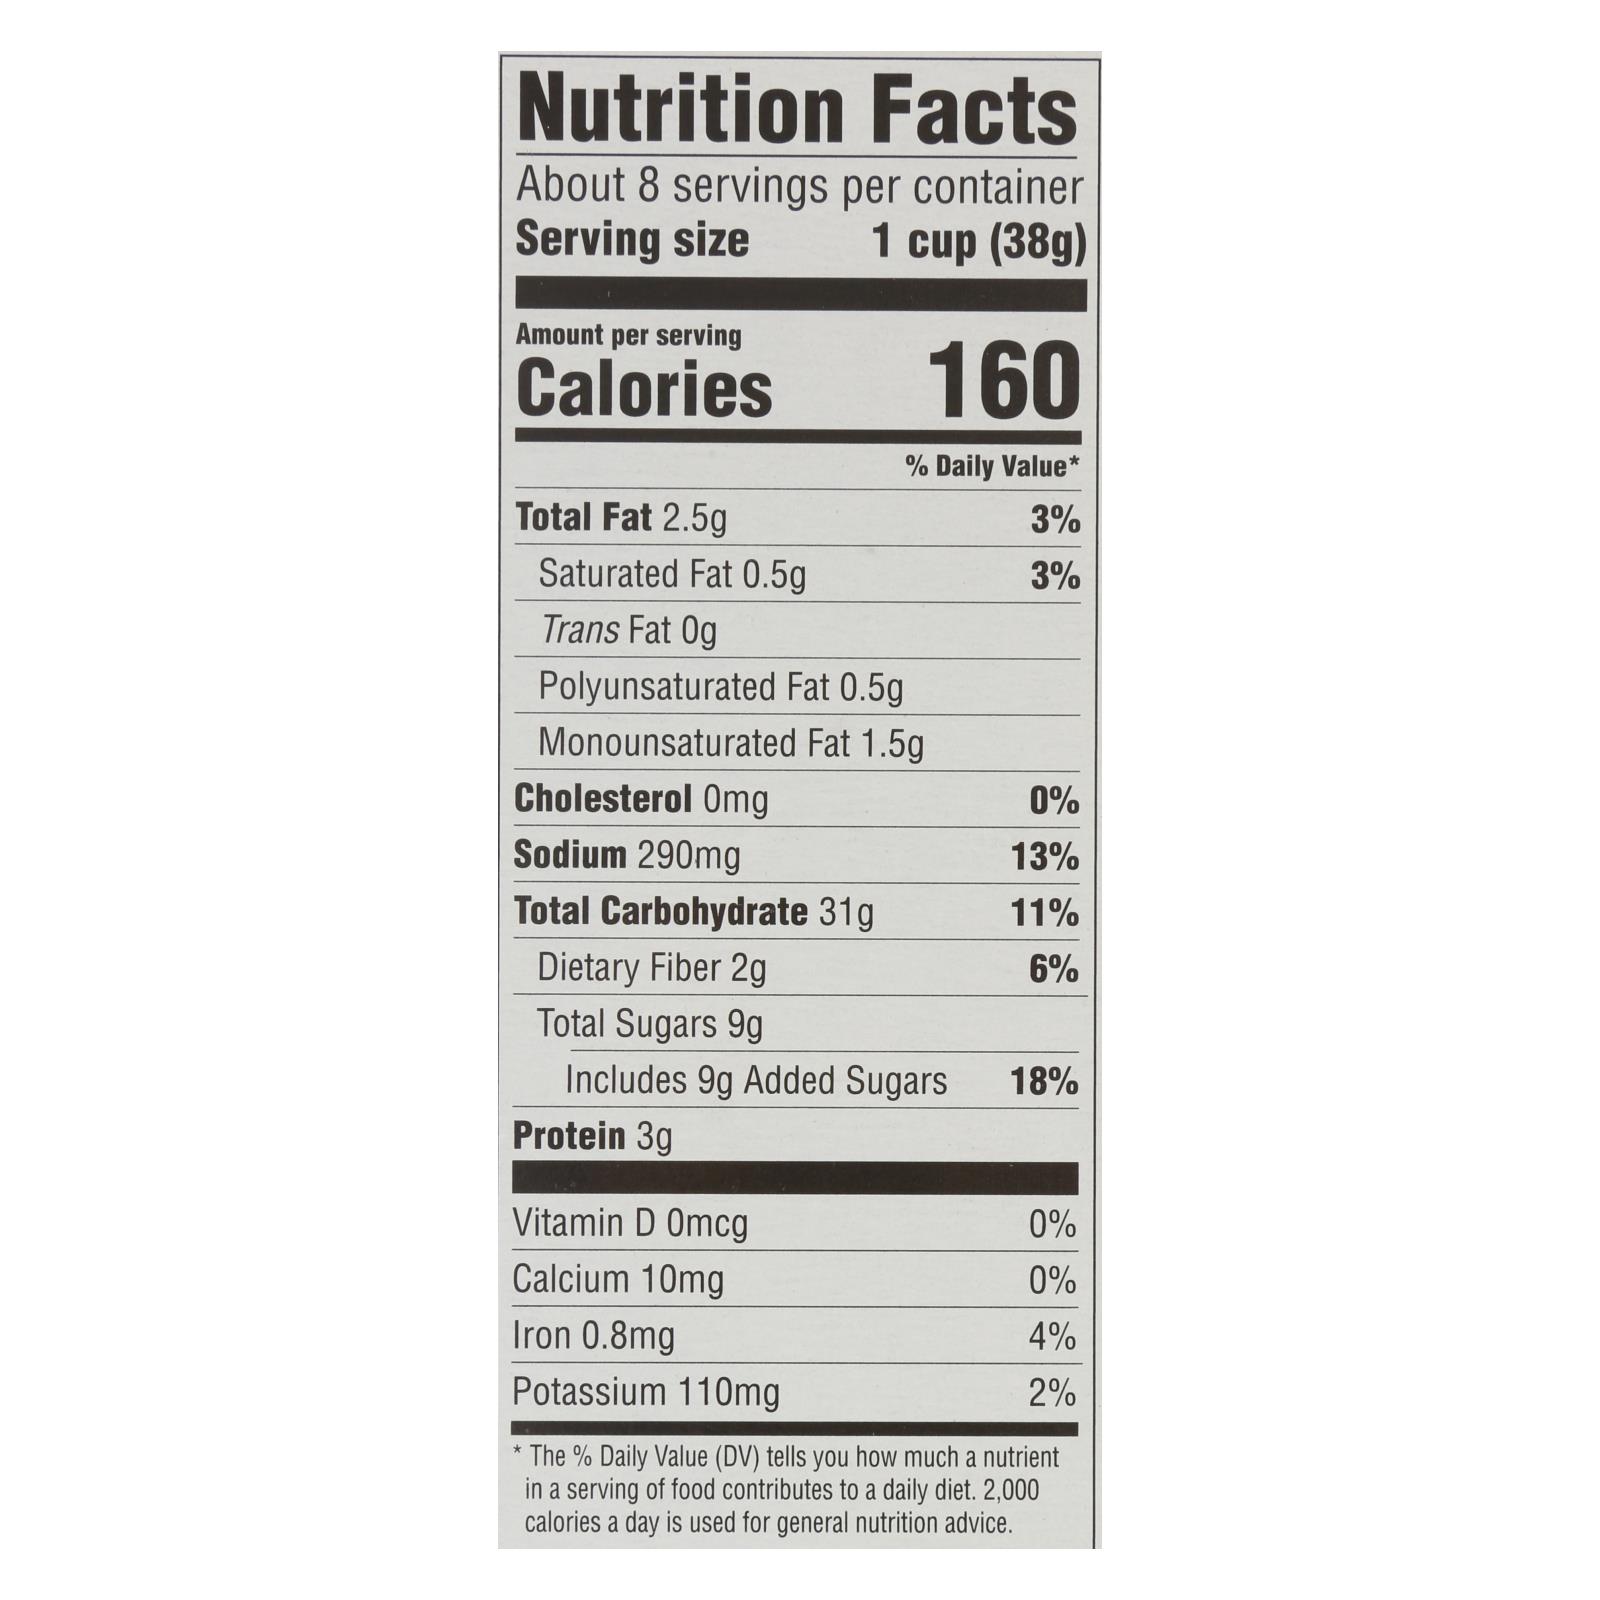 Nutrition Facts
About 8 servings per container
Serving size 1 cup (38g)
Amount per serving
Calories 160
% Daily Value*
Total Fat 2.5g 3%
Saturated Fat 0.5g 3%
Trans Fat 0g
Polyunsaturated Fat 0.5g
Monounsaturated Fat 1.5g
Cholesterol 0mg 0%
Sodium 290mg 13%
Total Carbohydrate 31g 11%
Dietary Fiber 2g 6%
Total Sugars 9g
Includes 9g Added Sugars 18%
Protein 3g
Vitamin D 0mcg 0%
Calcium 10mg 0%
Iron 0.8mg 4%
Potassium 110mg 2%
* The % Daily Value (DV) tells you how much a nutrient
in a serving of food contributes to a daily diet. 2,000
calories a day is used for general nutrition advice.